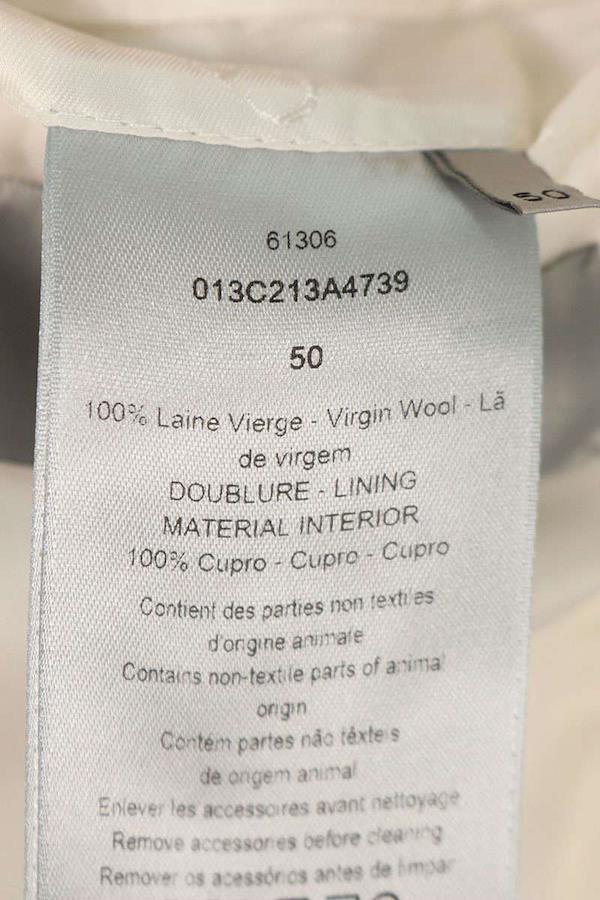 50
61306
013C213A4739
50
100% Laine Vierge - Virgin Wool - Lã
de virgem
DOUBLURE - LINING
MATERIAL INTERIOR
100% Cupro - Cupro - Cupro
Contient des parties non textiles
d'origine animale
Contains non-textile parts of animal
origin
Contém partes não têxteis
de origem animal
Enlever les accessoires avant nettoyage
Remove accessories before cleaning
Remover os acessórios antes de limpar